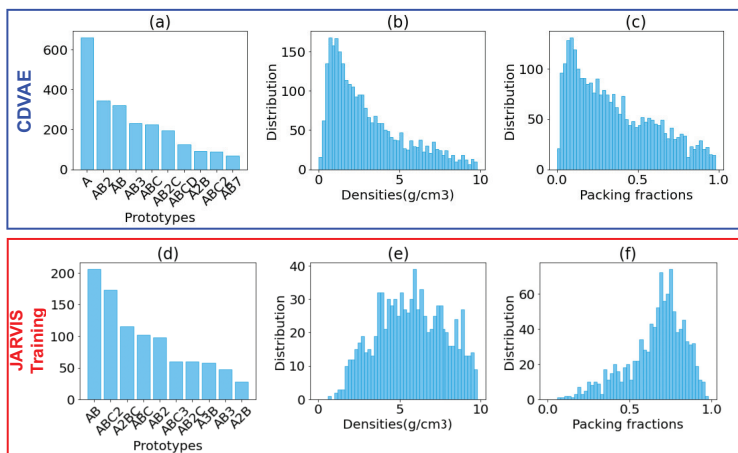 CDVAE
(a)
600
400
200
0
A
AB2
AB
AB3
ABC
AB2C
ABCD
A2B
ABC2
AB7
Prototypes
(b)
Distribution
150
100
50
0
0
5
10
Densities(g/cm3)
(c)
Distribution
100
50
0
0.0
0.5
1.0
Packing fractions
JARVIS
Training
(d)
200
150
100
50
0
AB
ABC2
A2BC
ABC
AB2
ABC3
AB2C
A3B
AB3
A2B
Prototypes
(e)
Distribution
40
30
20
10
0
0
5
10
Densities(g/cm3)
(f)
Distribution
60
40
20
0
0.0
0.5
1.0
Packing fractions